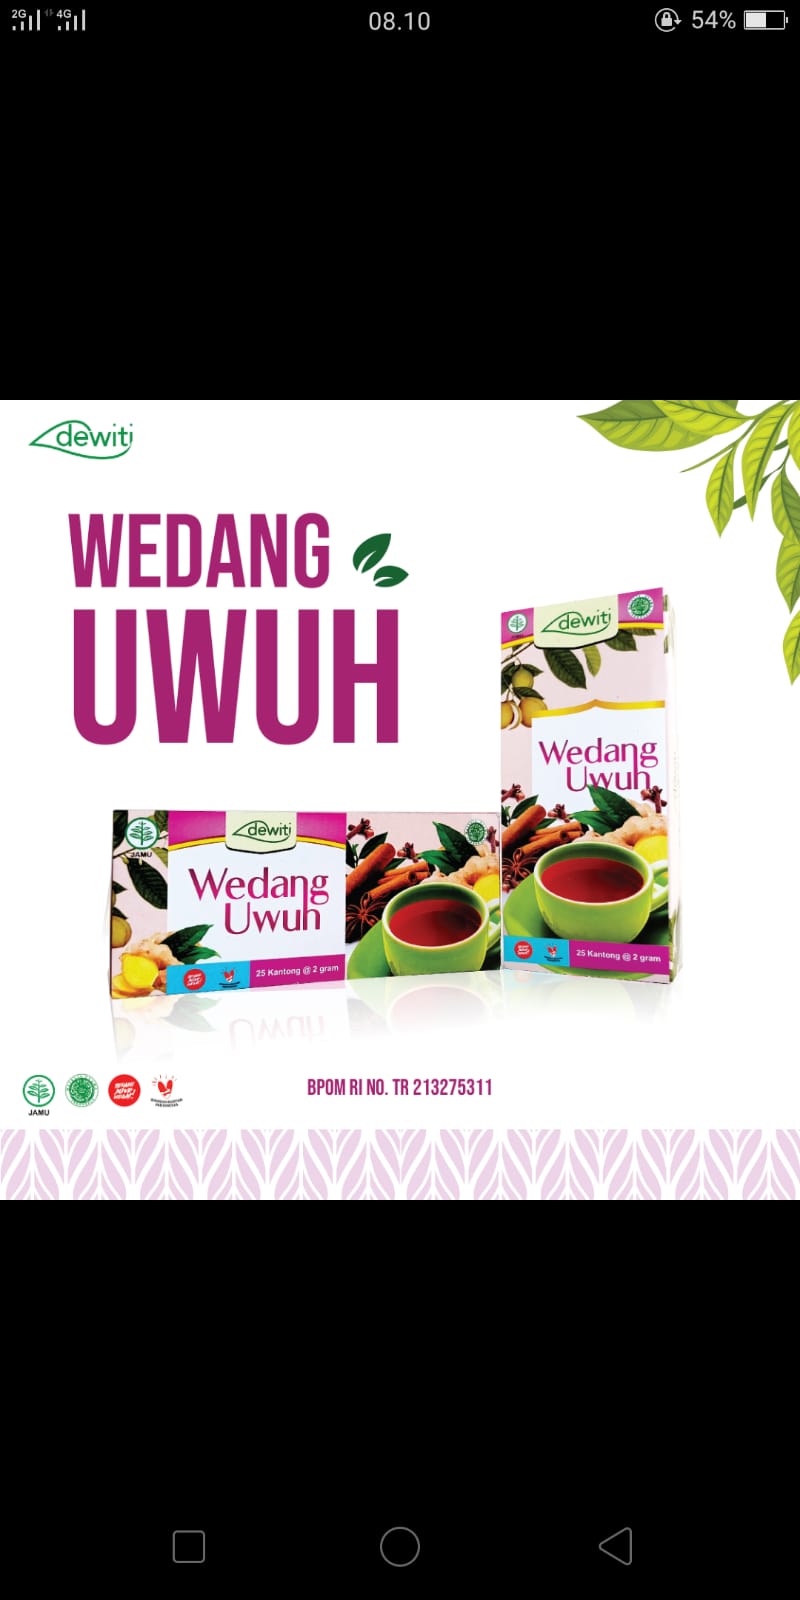 2G 4G 08.10 54%
dewiti
WEDANG
UWUH
dewiti
Wedang
Uwuh
25 Kantong @ 2 gram
JAMU
dewiti
Wedang
Uwuh
25 Kantong @ 2 gram
JAMU
BPOM RI NO. TR 213275311